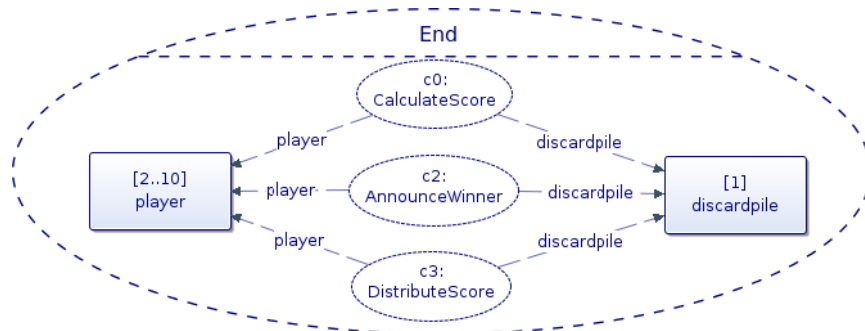 End
c0:
CalculateScore
player
discardpile
[2..10]
player
player
c2:
AnnounceWinner
discardpile
[1]
discardpile
player
discardpile
c3:
DistributeScore